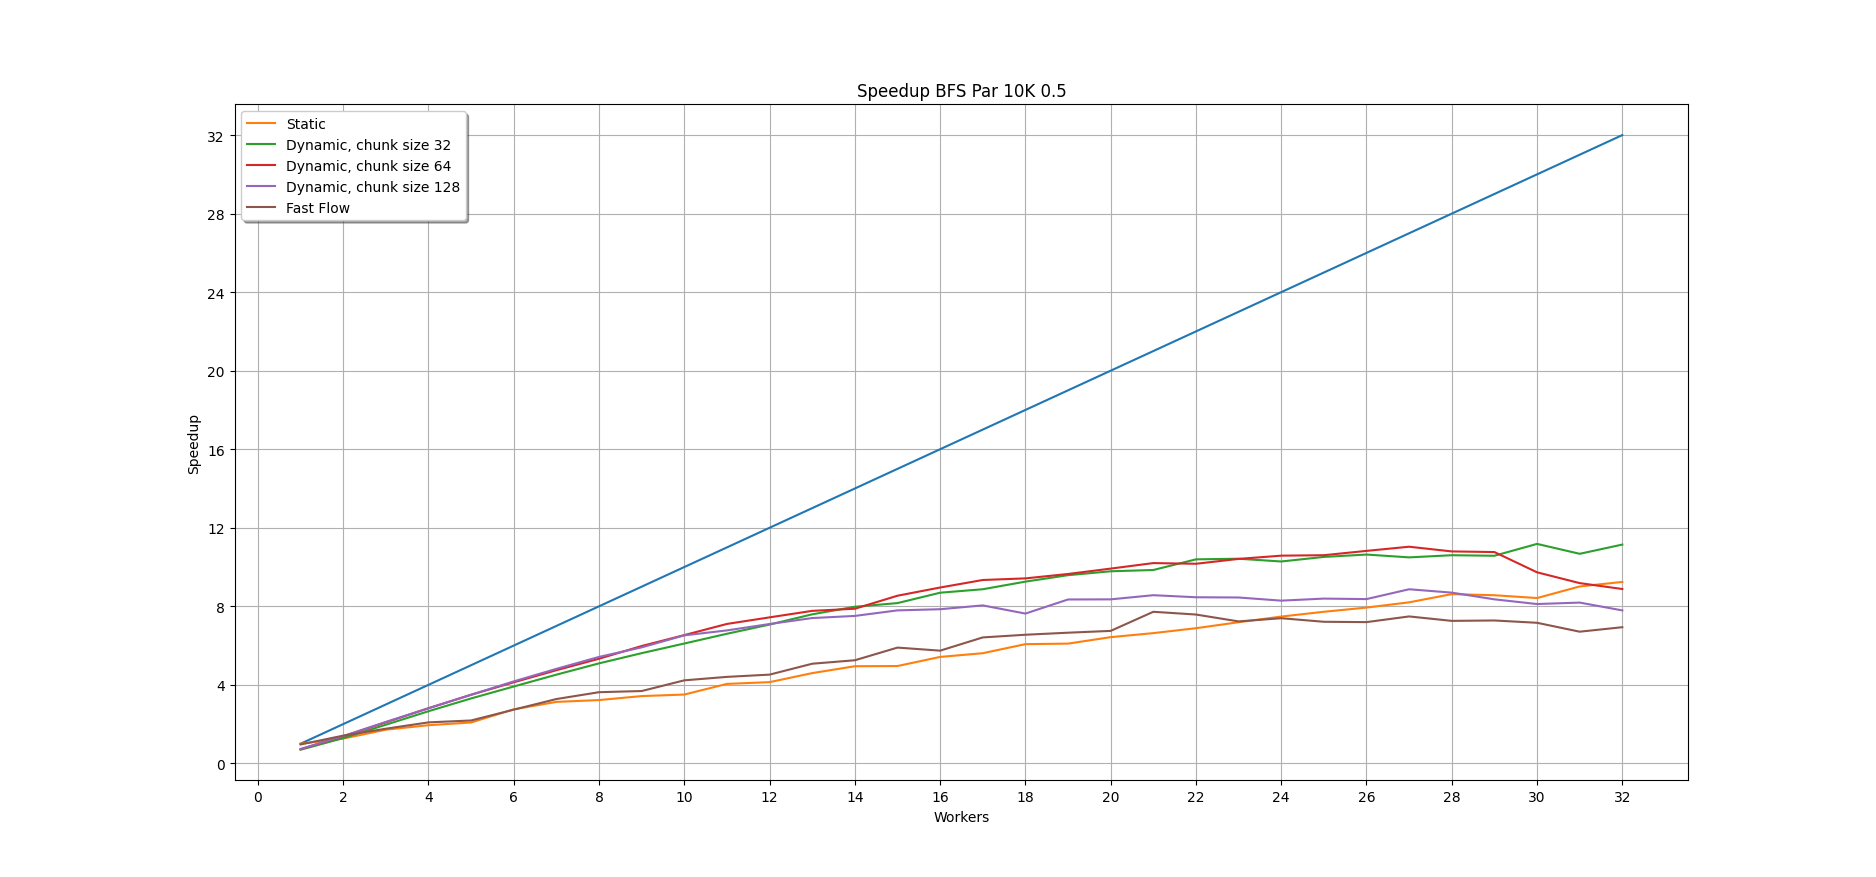 Speedup BFS Par 10K 0.5
Static
Dynamic, chunk size 32
Dynamic, chunk size 64
Dynamic, chunk size 128
Fast Flow
32
28
24
20
16
12
8
4
0
Speedup
0 2 4 6 8 10 12 14 16 18 20 22 24 26 28 30 32
Workers